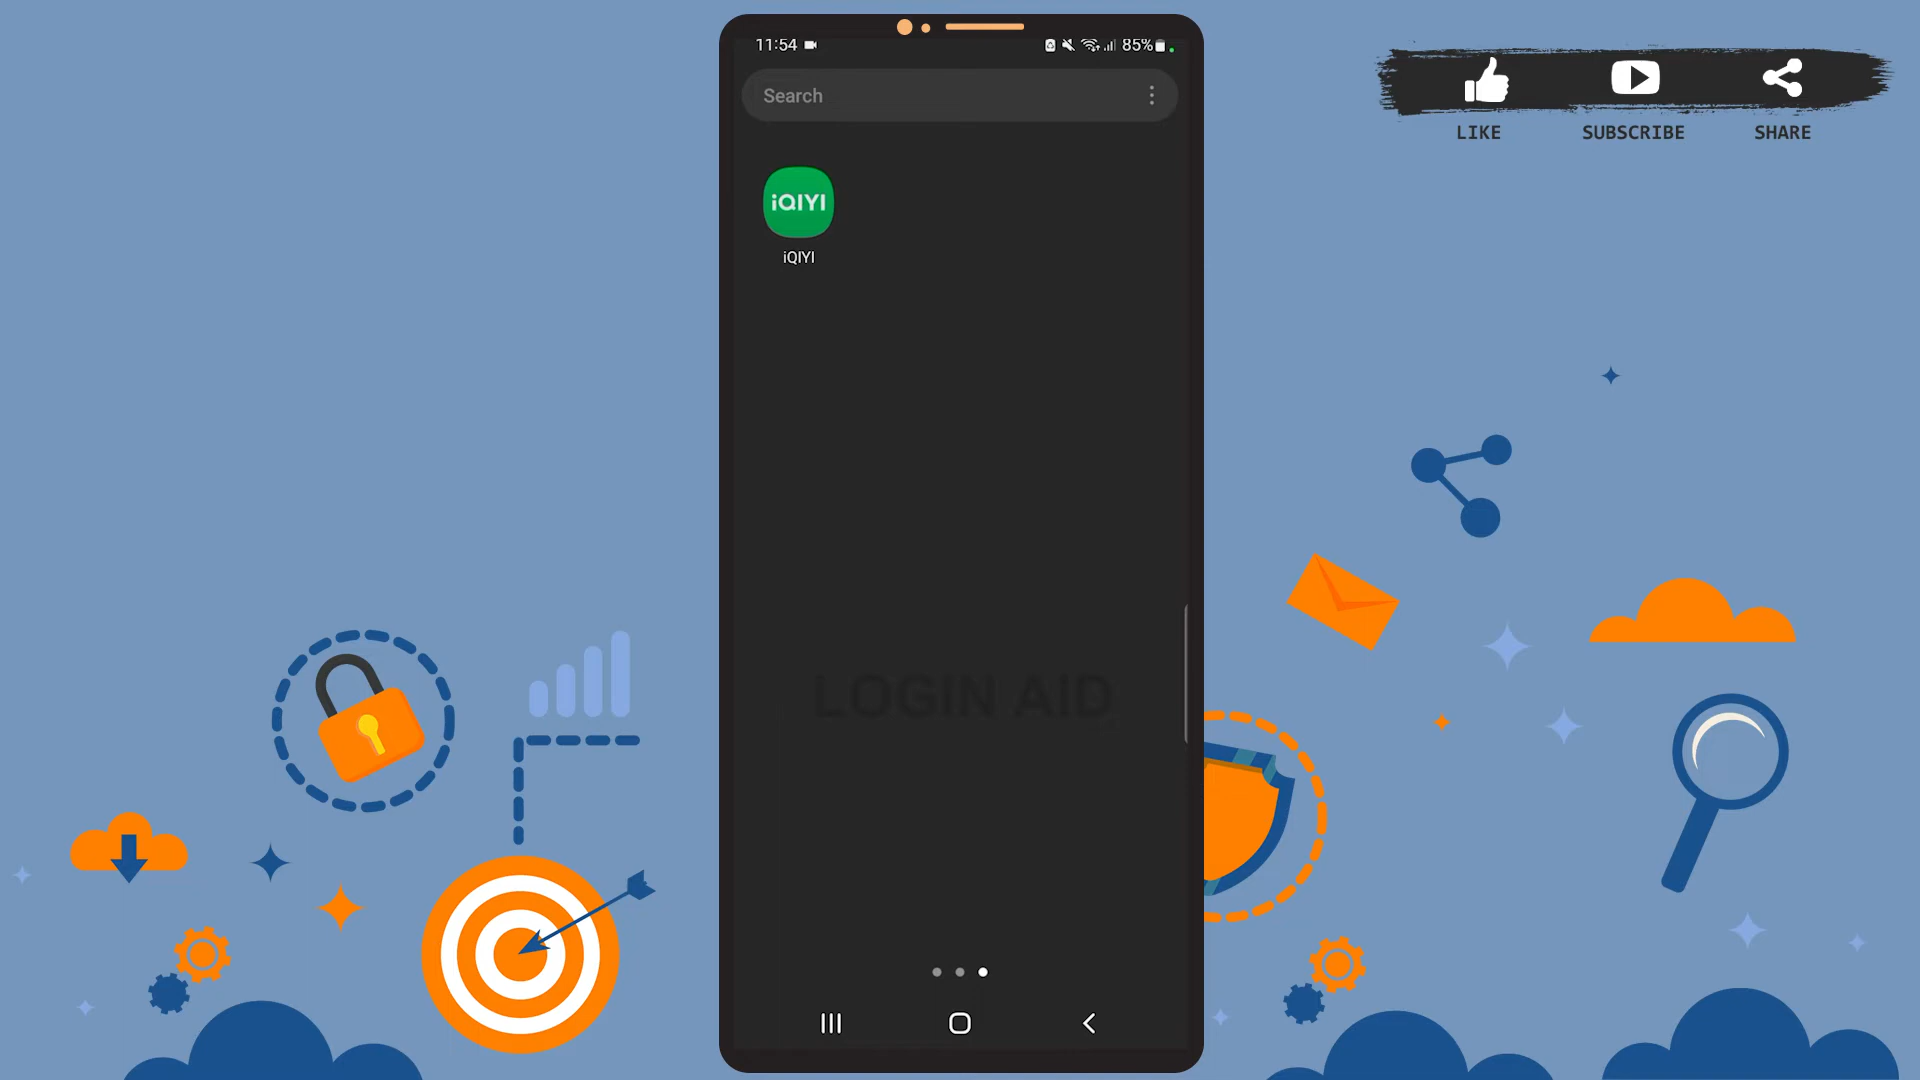 11:54
85%
Search
iQIYI
iQIYI
LOGIN AID
LIKE
SUBSCRIBE
SHARE